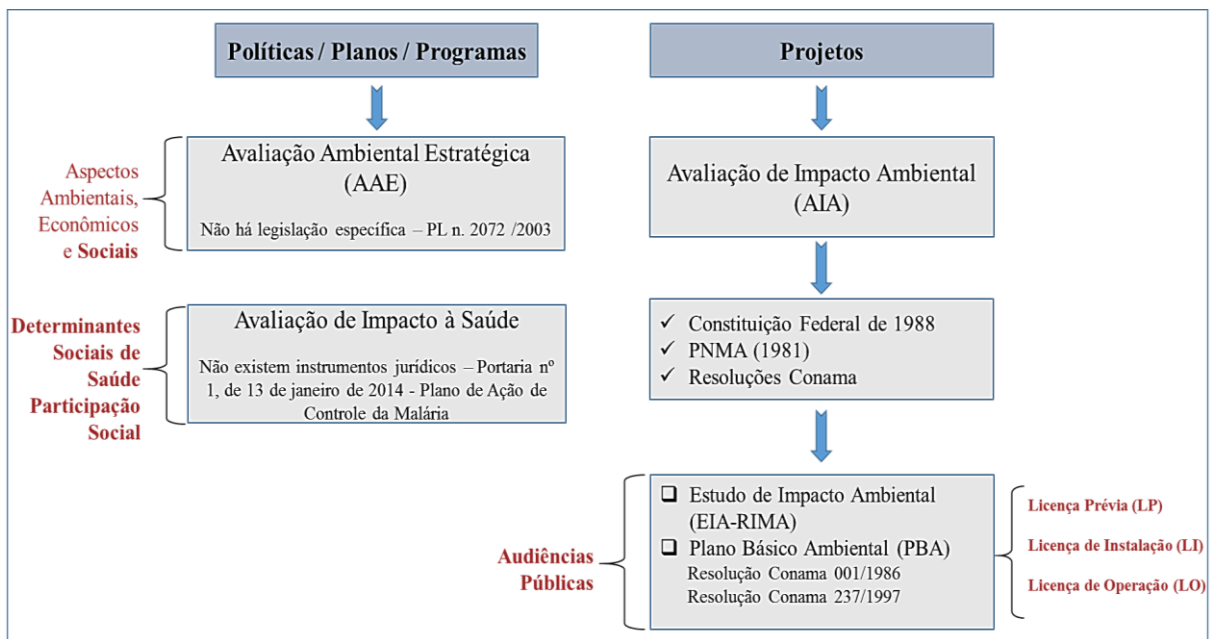 Políticas / Planos / Programas
Projetos
Aspectos
Ambientais,
Econômicos
e Sociais
Avaliação Ambiental Estratégica
(AAE)
Não há legislação específica – PL n. 2072 /2003
Avaliação de Impacto Ambiental
(AIA)
Determinantes
Sociais de
Saúde
Participação
Social
Avaliação de Impacto à Saúde
Não existem instrumentos jurídicos – Portaria nº
1, de 13 de janeiro de 2014 - Plano de Ação de
Controle da Malária
✓ Constituição Federal de 1988
✓ PNMA (1981)
✓ Resoluções Conama
Audiências
Públicas
❑ Estudo de Impacto Ambiental
(EIA-RIMA)
❑ Plano Básico Ambiental (PBA)
Resolução Conama 001/1986
Resolução Conama 237/1997
Licença Prévia (LP)
Licença de Instalação (LI)
Licença de Operação (LO)